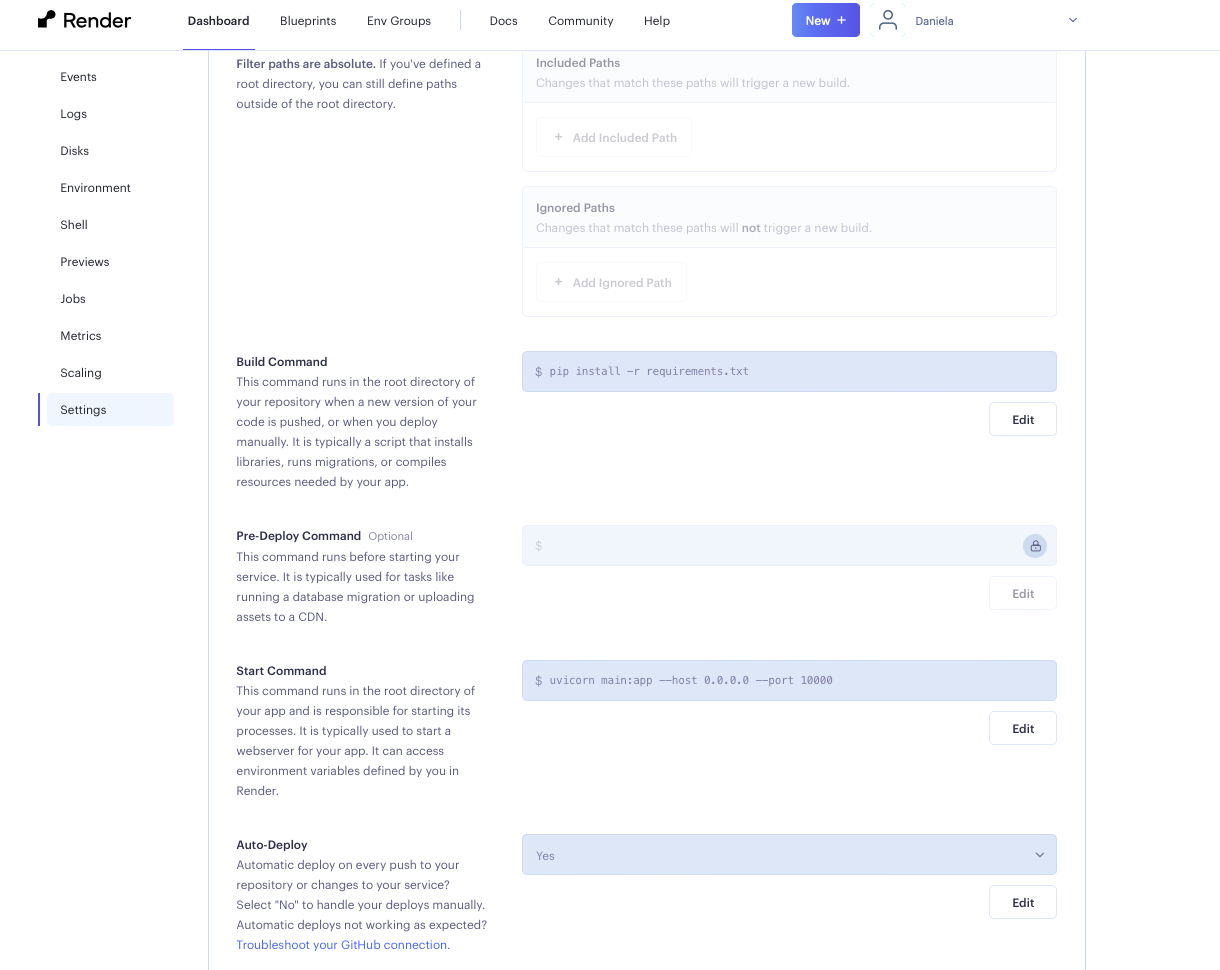 Render
Dashboard
Blueprints
Env Groups
Docs
Community
Help
New +
Daniela
Events
Logs
Disks
Environment
Shell
Previews
Jobs
Metrics
Scaling
Settings
Filter paths are absolute. If you've defined a
root directory, you can still define paths
outside of the root directory.
Included Paths
Changes that match these paths will trigger a new build.
+ Add Included Path
Ignored Paths
Changes that match these paths will not trigger a new build.
+ Add Ignored Path
Build Command
This command runs in the root directory of
your repository when a new version of your
code is pushed, or when you deploy
manually. It is typically a script that installs
libraries, runs migrations, or compiles
resources needed by your app.
$ pip install -r requirements.txt
Edit
Pre-Deploy Command Optional
This command runs before starting your
service. It is typically used for tasks like
running a database migration or uploading
assets to a CDN.
$
Edit
Start Command
This command runs in the root directory of
your app and is responsible for starting its
processes. It is typically used to start a
webserver for your app. It can access
environment variables defined by you in
Render.
$ uvicorn main:app --host 0.0.0.0 --port 10000
Edit
Auto-Deploy
Automatic deploy on every push to your
repository or changes to your service?
Select "No" to handle your deploys manually.
Automatic deploys not working as expected?
Troubleshoot your GitHub connection.
Yes
Edit